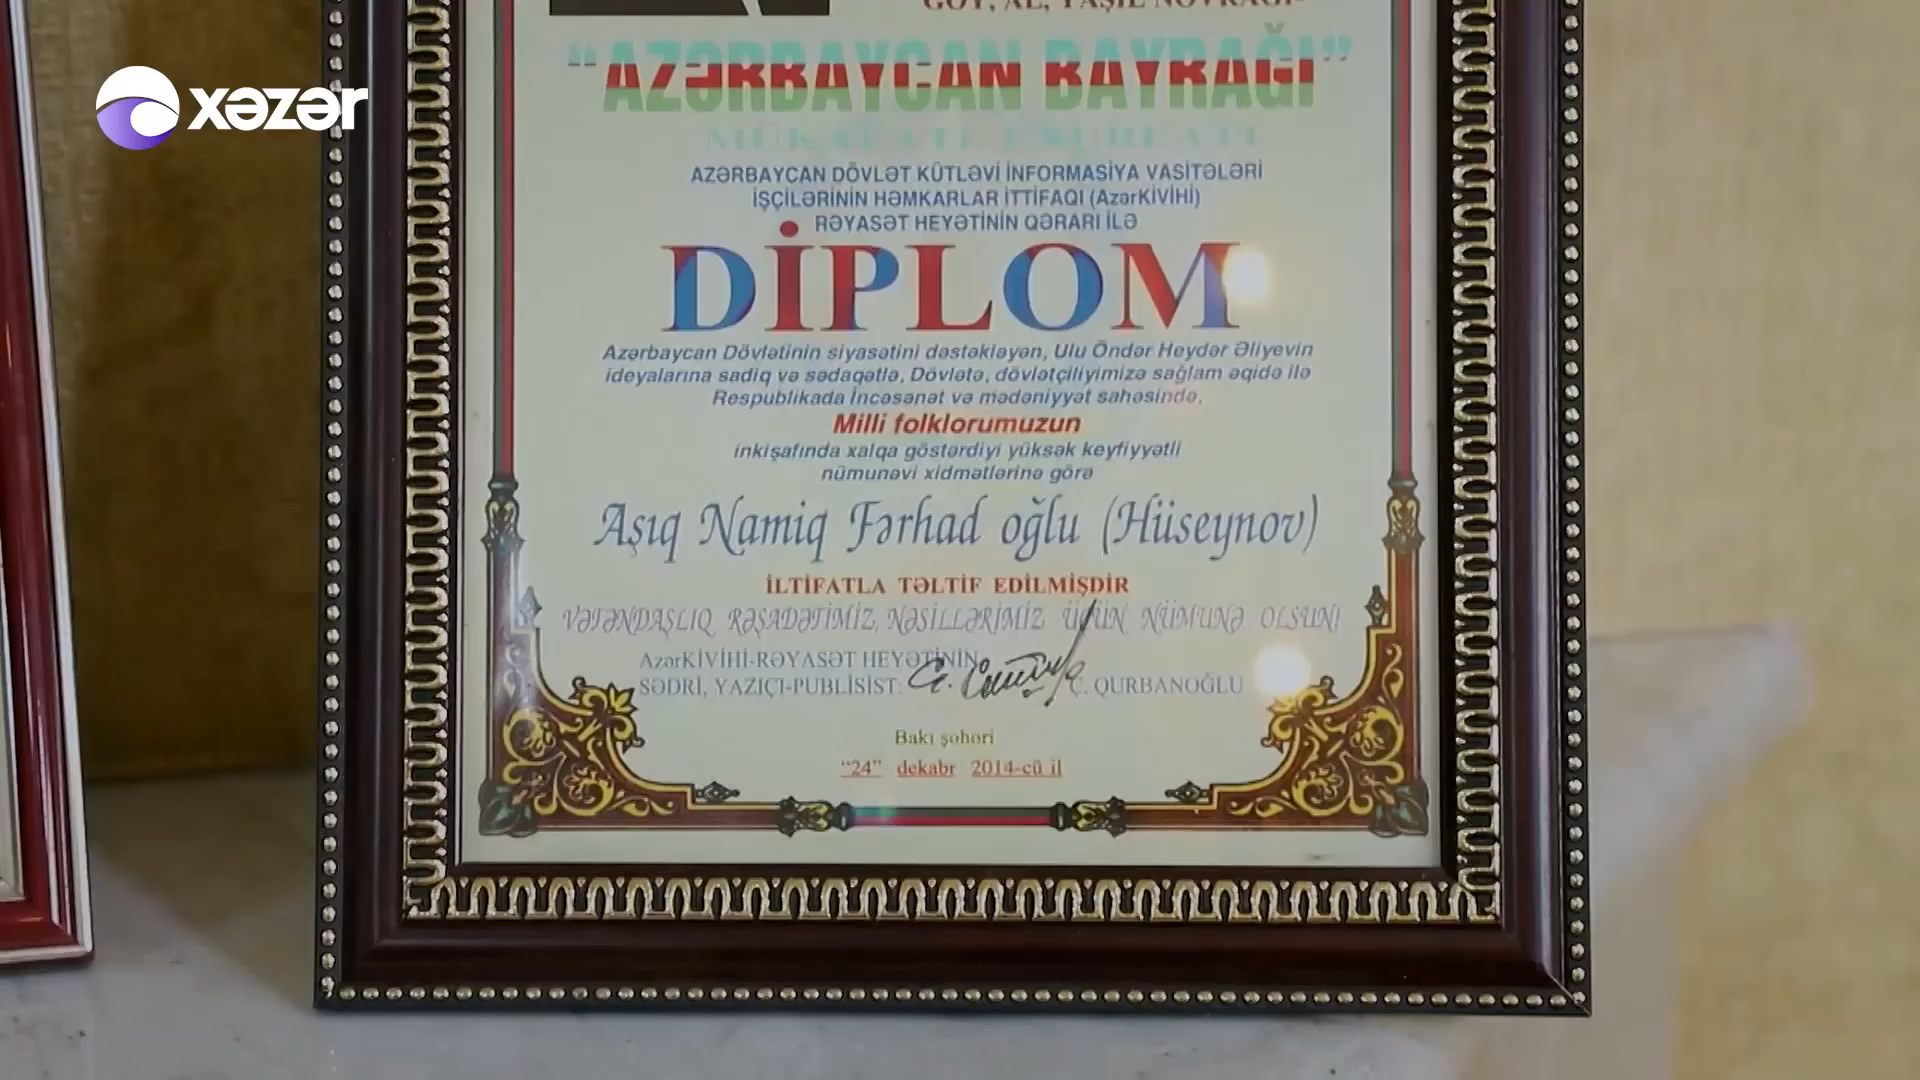 xəzər
"AZƏRBAYCAN BAYRAĞI"
AZƏRBAYCAN DÖVLƏT KÜTLƏVİ İNFORMASİYA VASİTƏLƏRİ
İŞÇİLƏRİNİN HƏMKARLAR İTTİFAQI (AzərKİVİHİ)
RƏYASƏT HEYƏTİNİN QƏRARI İLƏ
DİPLOM
Azərbaycan Dövlətinin siyasətini dəstəkləyən, Ulu Öndər Heydər Əliyevin
ideyalarına sadiq və sədaqətlə, Dövlətə, dövlətçiliyimizə sağlam əqidə ilə
Respublikada İncəsənət və mədəniyyət sahəsində,
Milli folklorumuzun
inkişafında xalqa göstərdiyi yüksək keyfiyyətli
nümunəvi xidmətlərinə görə
Aşıq Namiq Fərhad oğlu (Hüseynov)
İLTİFATLA TƏLTİF EDİLMİŞDİR
VƏTƏNDAŞLIQ RƏŞADƏTİMİZ, NƏSİLLƏRİMİZ ÜÇÜN NÜMUNƏ OLSUN!
AzərKİVİHİ-RƏYASƏT HEYƏTİNİN
SƏDRİ, YAZIÇI-PUBLİSİST: Ç. QURBANOĞLU
Bakı şəhəri
"24" dekabr 2014-cü il